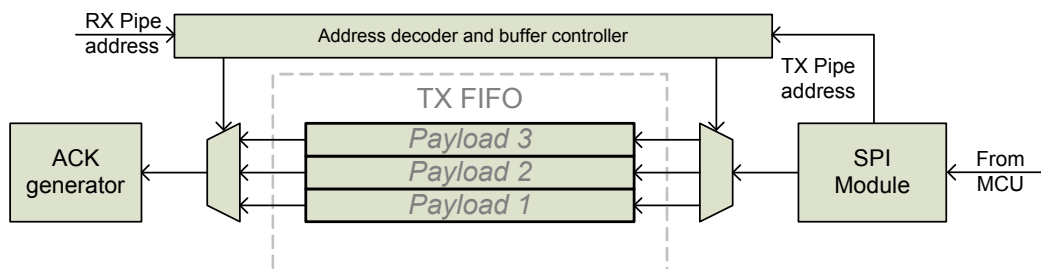 RX Pipe
address
Address decoder and buffer controller
TX Pipe
address
TX FIFO
ACK
generator
Payload 3
Payload 2
Payload 1
SPI
Module
From
MCU